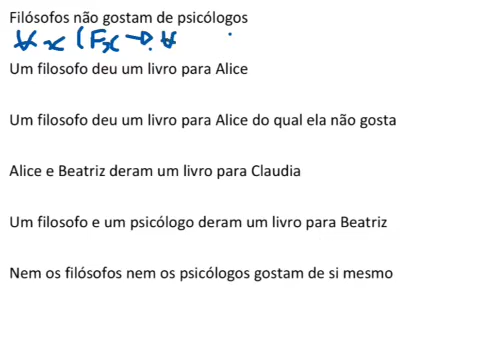 Filósofos não gostam de psicólogos
∀x (Fx → ∀
Um filosofo deu um livro para Alice
Um filosofo deu um livro para Alice do qual ela não gosta
Alice e Beatriz deram um livro para Claudia
Um filosofo e um psicólogo deram um livro para Beatriz
Nem os filósofos nem os psicólogos gostam de si mesmo